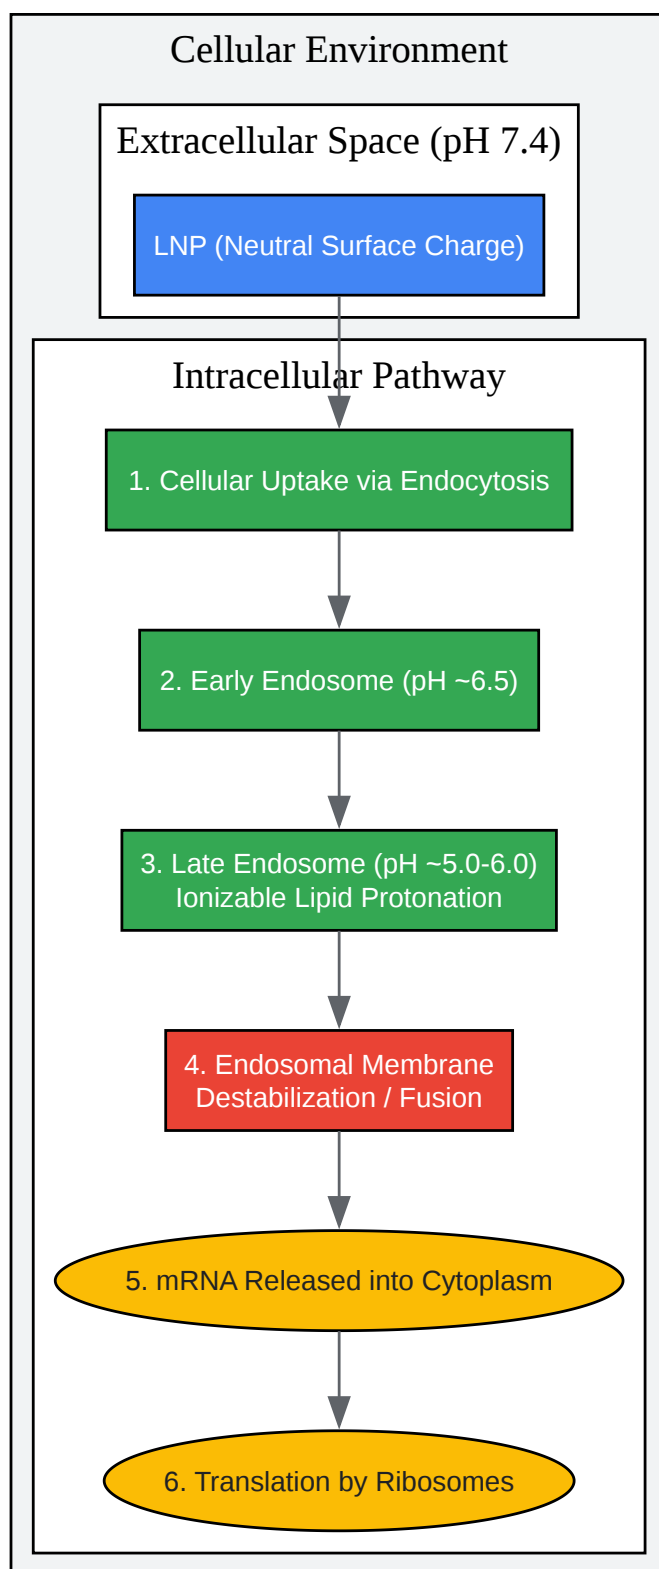 Cellular Environment
Extracellular Space (pH 7.4)
LNP (Neutral Surface Charge)
Intracellular Pathway
1. Cellular Uptake via Endocytosis
2. Early Endosome (pH ~6.5)
3. Late Endosome (pH ~5.0-6.0)
Ionizable Lipid Protonation
4. Endosomal Membrane
Destabilization / Fusion
5. mRNA Released into Cytoplasm
6. Translation by Ribosomes